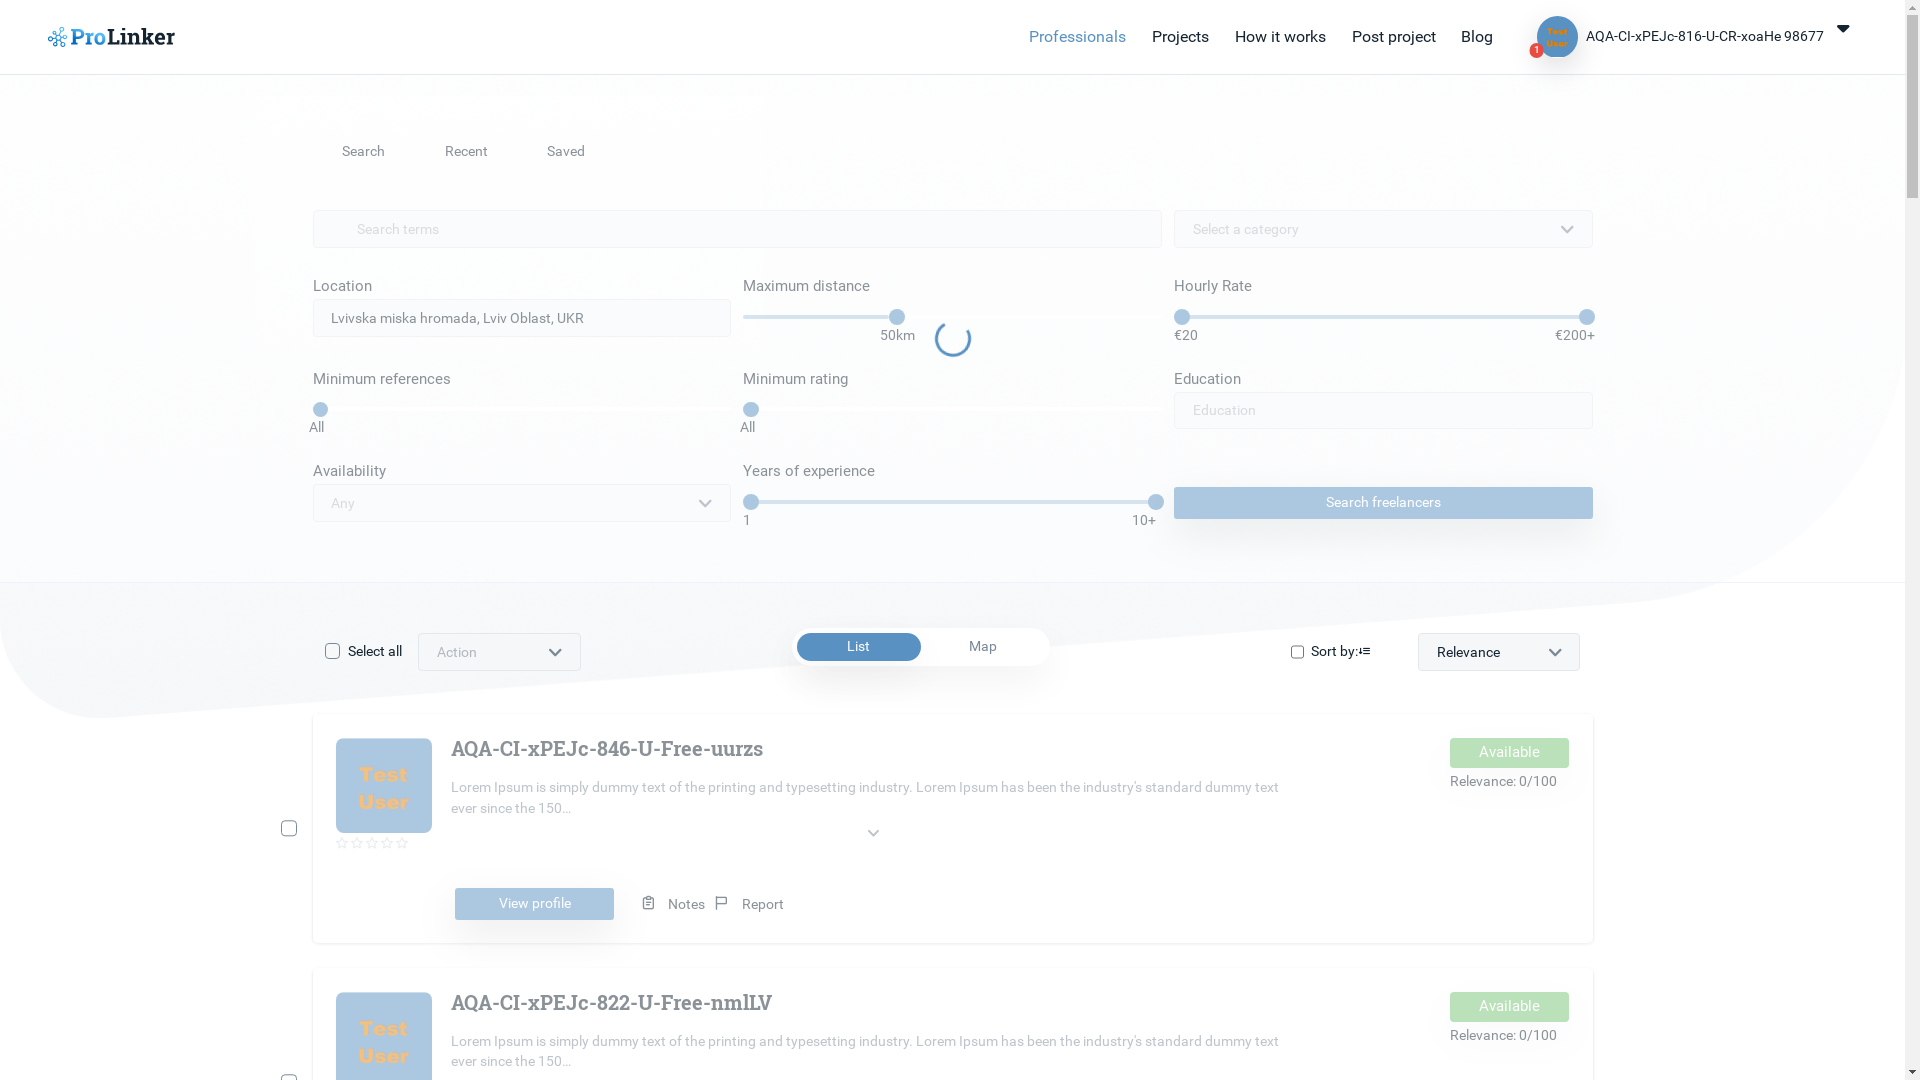 ProLinker
Professionals
Projects
How it works
Post project
Blog
Test
User
1
AQA-CI-xPEJc-816-U-CR-xoaHe 98677
Search
Recent
Saved
Search terms
Select a category
Location
Maximum distance
Hourly Rate
Lvivska miska hromada, Lviv Oblast, UKR
50km
€20
€200+
Minimum references
Minimum rating
Education
All
All
Education
Availability
Years of experience
Any
1
10+
Search freelancers
Select all
Action
List
Map
Sort by:
Relevance
Test
User
AQA-CI-xPEJc-846-U-Free-uurzs
Lorem Ipsum is simply dummy text of the printing and typesetting industry. Lorem Ipsum has been the industry's standard dummy text
ever since the 150...
Available
Relevance: 0/100
View profile
Notes
Report
Test
User
AQA-CI-xPEJc-822-U-Free-nmlLV
Lorem Ipsum is simply dummy text of the printing and typesetting industry. Lorem Ipsum has been the industry's standard dummy text
ever since the 150...
Available
Relevance: 0/100